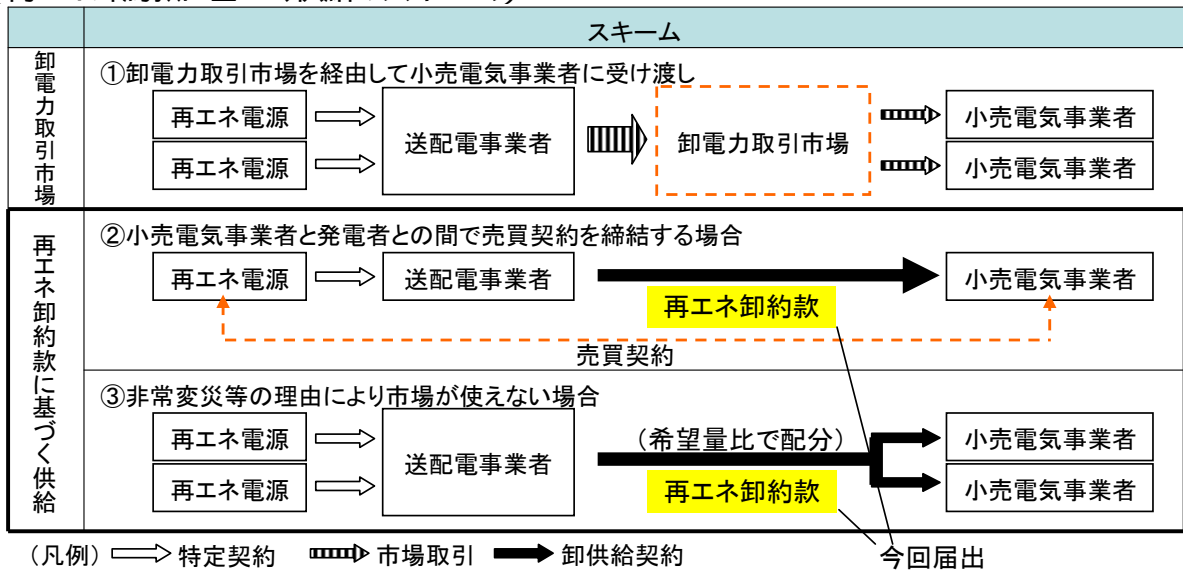 スキーム
卸電力取引市場
①卸電力取引市場を経由して小売電気事業者に受け渡し
再エネ電源
再エネ電源
送配電事業者
卸電力取引市場
小売電気事業者
小売電気事業者
再エネ卸約款に基づく供給
②小売電気事業者と発電者との間で売買契約を締結する場合
再エネ電源
送配電事業者
小売電気事業者
再エネ卸約款
売買契約
③非常変災等の理由により市場が使えない場合
再エネ電源
再エネ電源
送配電事業者
(希望量比で配分)
再エネ卸約款
小売電気事業者
小売電気事業者
(凡例) 特定契約 市場取引 卸供給契約 今回届出